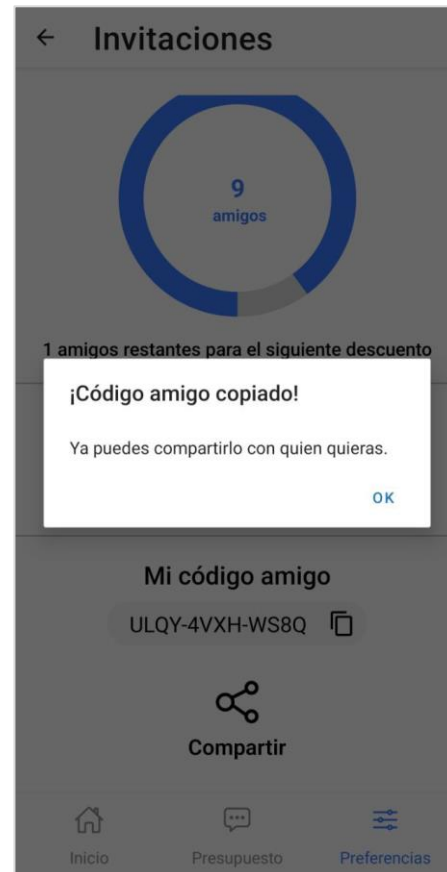 Invitaciones
9
amigos
1 amigos restantes para el siguiente descuento
¡Código amigo copiado!
Ya puedes compartirlo con quien quieras.
OK
Mi código amigo
ULQY-4VXH-WS8Q
Compartir
Inicio
Presupuesto
Preferencias